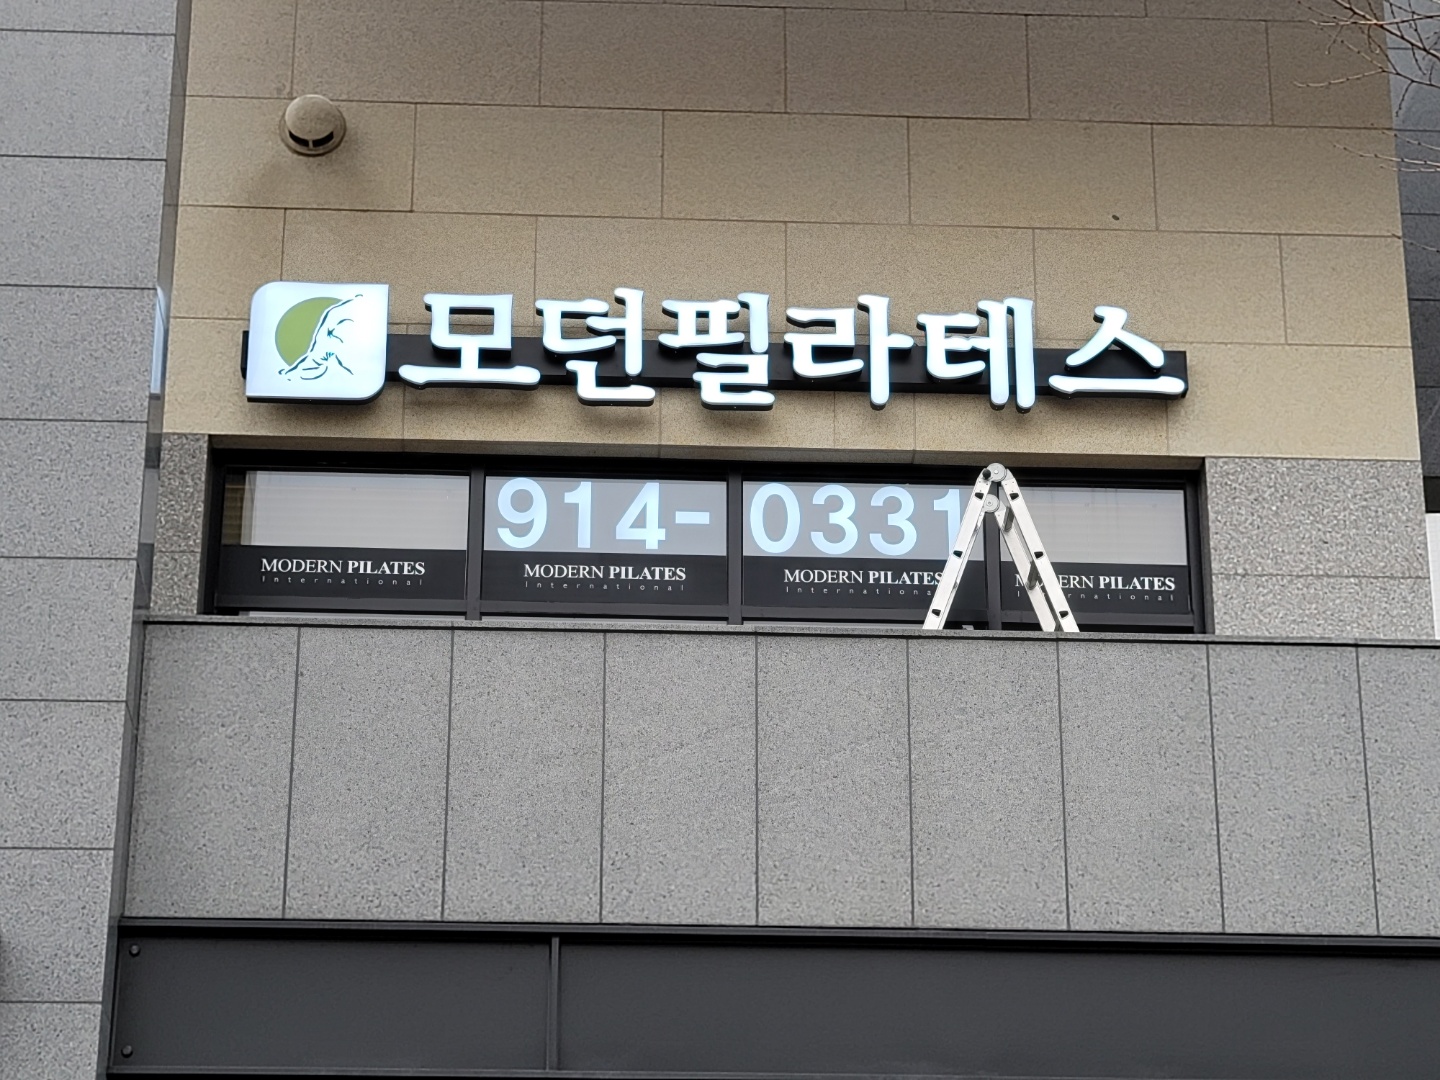 모던필라테스
914-0331
MODERN PILATES
International
MODERN PILATES
International
MODERN PILATES
International
MODERN PILATES
International